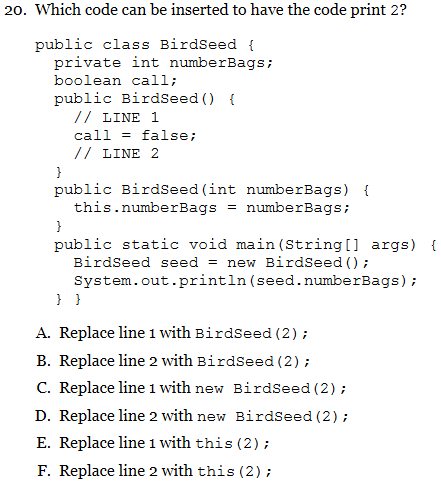 20. Which code can be inserted to have the code print 2?
public class BirdSeed {
private int numberBags;
boolean call;
public BirdSeed() {
// LINE 1
call = false;
// LINE 2
}
public BirdSeed(int numberBags) {
this.numberBags = numberBags;
}
public static void main(String[] args) {
BirdSeed seed = new BirdSeed();
System.out.println(seed.numberBags);
} }
A. Replace line 1 with BirdSeed(2);
B. Replace line 2 with BirdSeed(2);
C. Replace line 1 with new BirdSeed(2);
D. Replace line 2 with new BirdSeed(2);
E. Replace line 1 with this(2);
F. Replace line 2 with this(2);